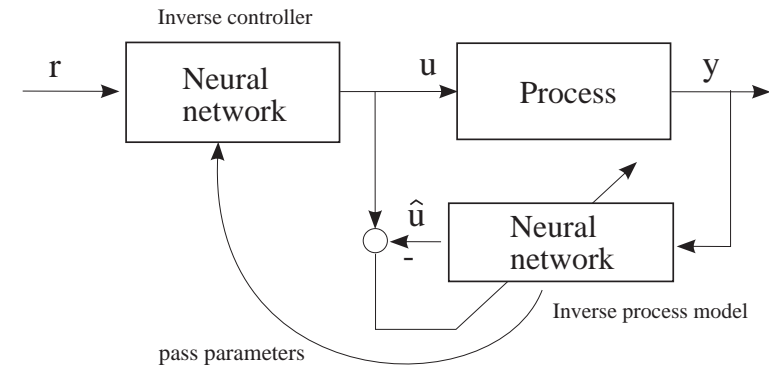 Inverse controller
r
Neural
network
u
Process
y
û
-
Neural
network
Inverse process model
pass parameters